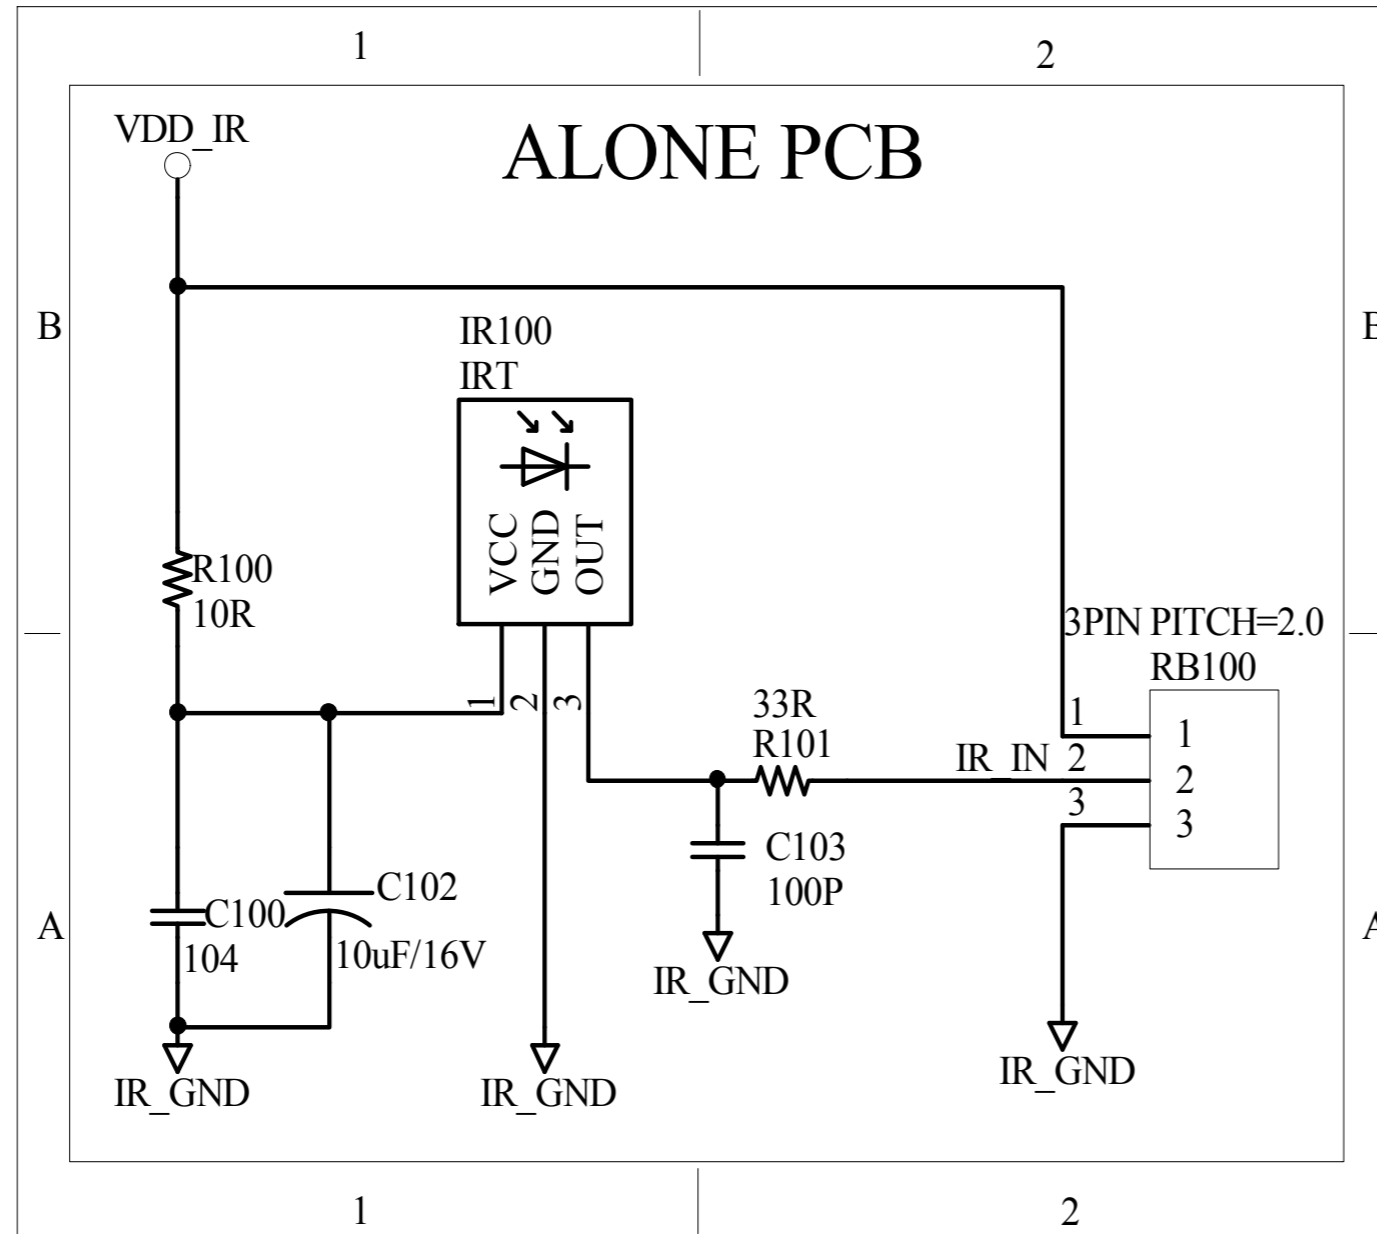 1
2
VDD_IR
ALONE PCB
B
B
IR100
IRT
VCC
GND
OUT
R100
10R
3PIN PITCH=2.0
RB100
1
2
3
33R
R101
1
1
IR_IN 2
2
3
3
C103
100P
C102
C100
A
A
10uF/16V
104
IR_GND
IR_GND
IR_GND
IR_GND
1
2